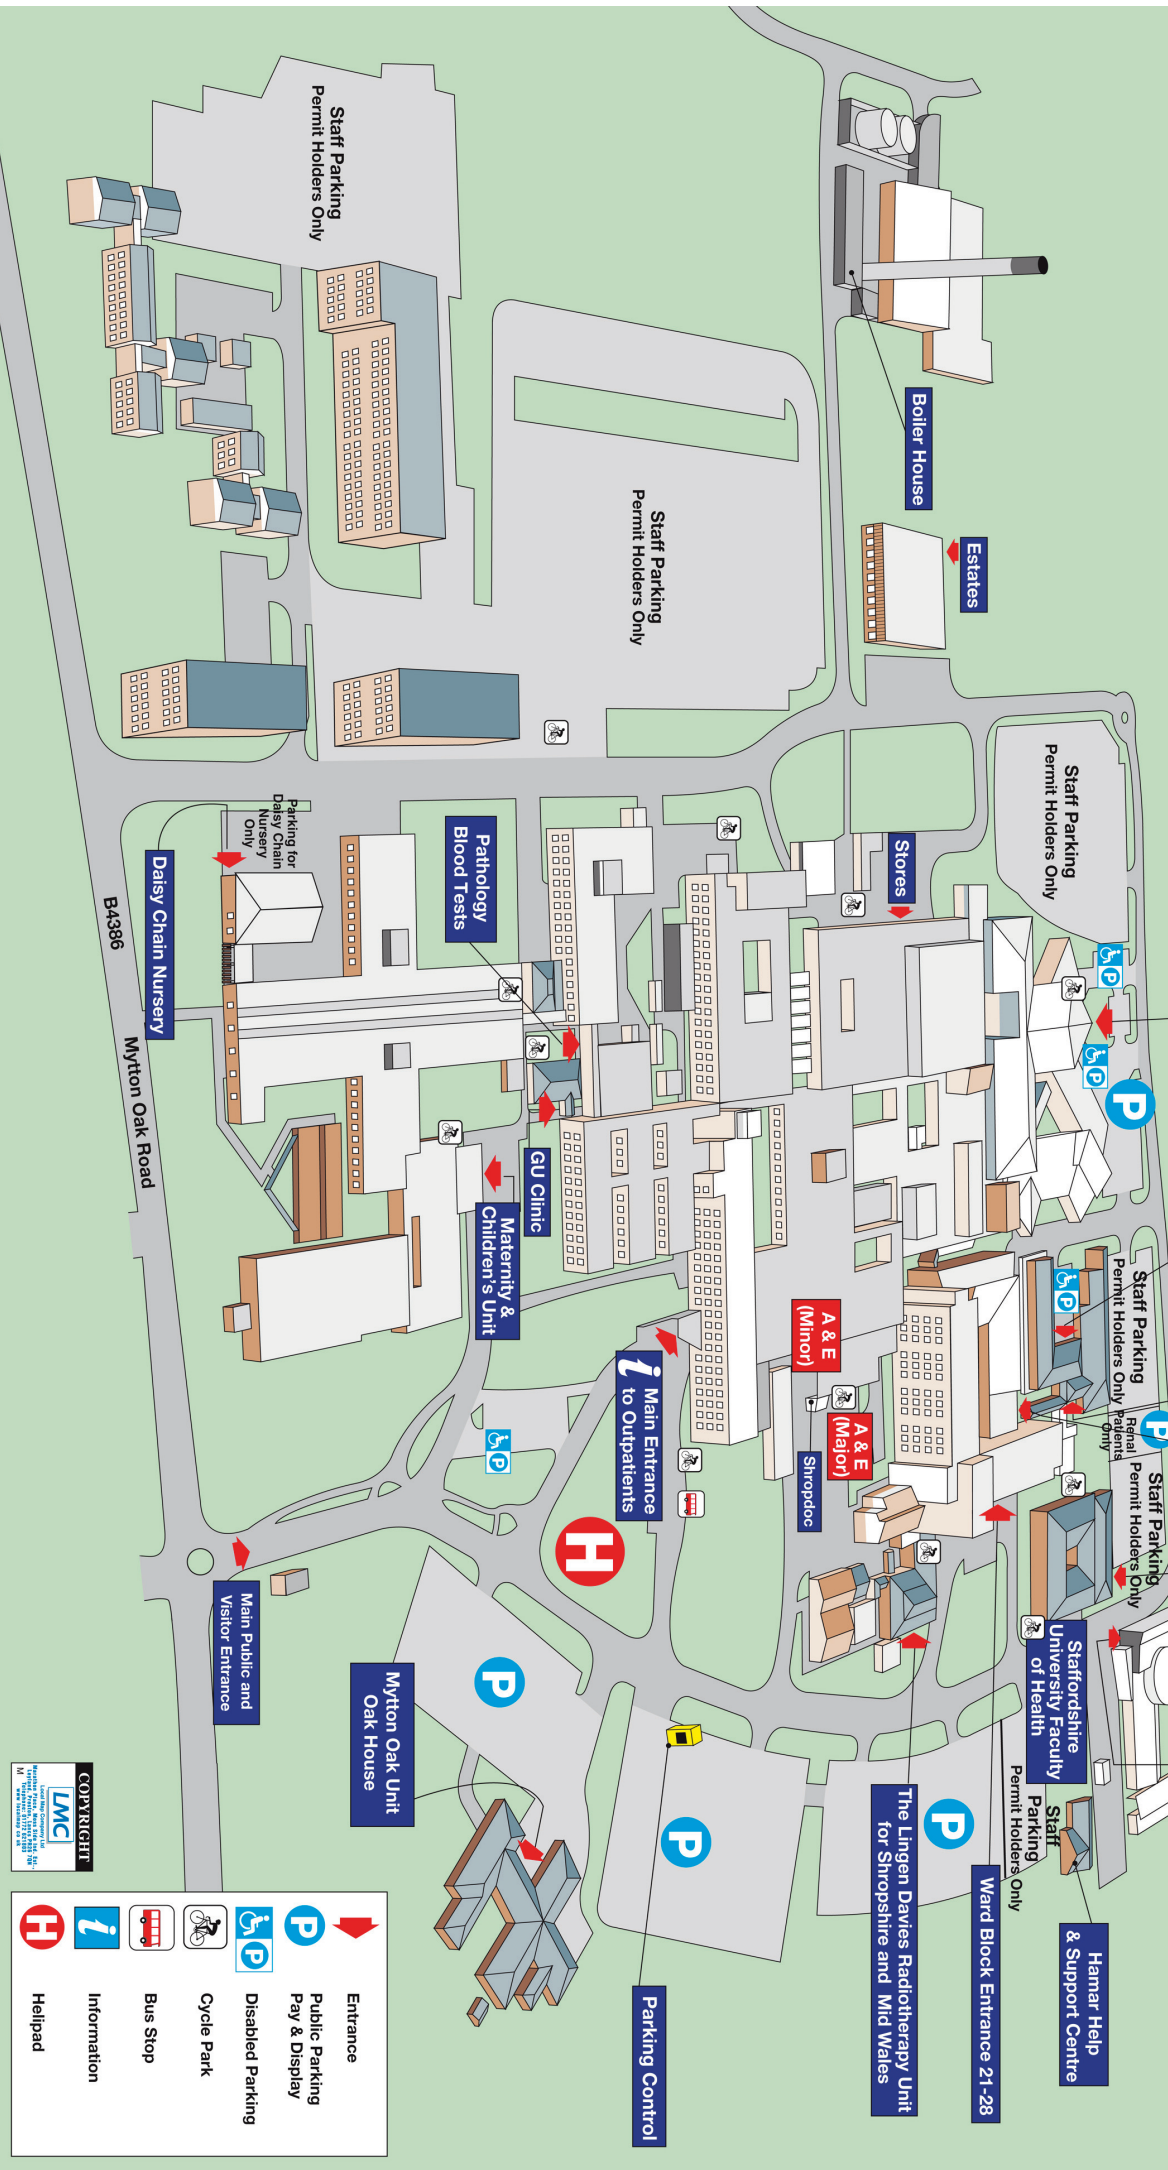 Staff Parking
Permit Holders Only
Boiler House
Estates
Staff Parking
Permit Holders Only
Staff Parking
Permit Holders Only
Stores
Pathology
Blood Tests
Parking for
Daisy Chain
Nursery
Only
Daisy Chain Nursery
B4386
Mytton Oak Road
P
P
P
GU Clinic
Maternity &
Children's Unit
A & E
(Minor)
A & E
(Major)
Shropdoc
i Main Entrance
to Outpatients
P
Staff Parking
Permit Holders Only
P
Renal
Patients
Only
Staff Parking
Permit Holders Only
P
H
Main Public and
Visitor Entrance
Mytton Oak Unit
Oak House
P
P
P
Staffordshire
University Faculty
of Health
Staff
Parking
Permit Holders Only
The Lingen Davies Radiotherapy Unit
for Shropshire and Mid Wales
Ward Block Entrance 21-28
Hamar Help
& Support Centre
Parking Control
COPYRIGHT
LMC
Local Map Company Ltd
Entrance
P Public Parking
Pay & Display
P Disabled Parking
Cycle Park
Bus Stop
i Information
H Helipad